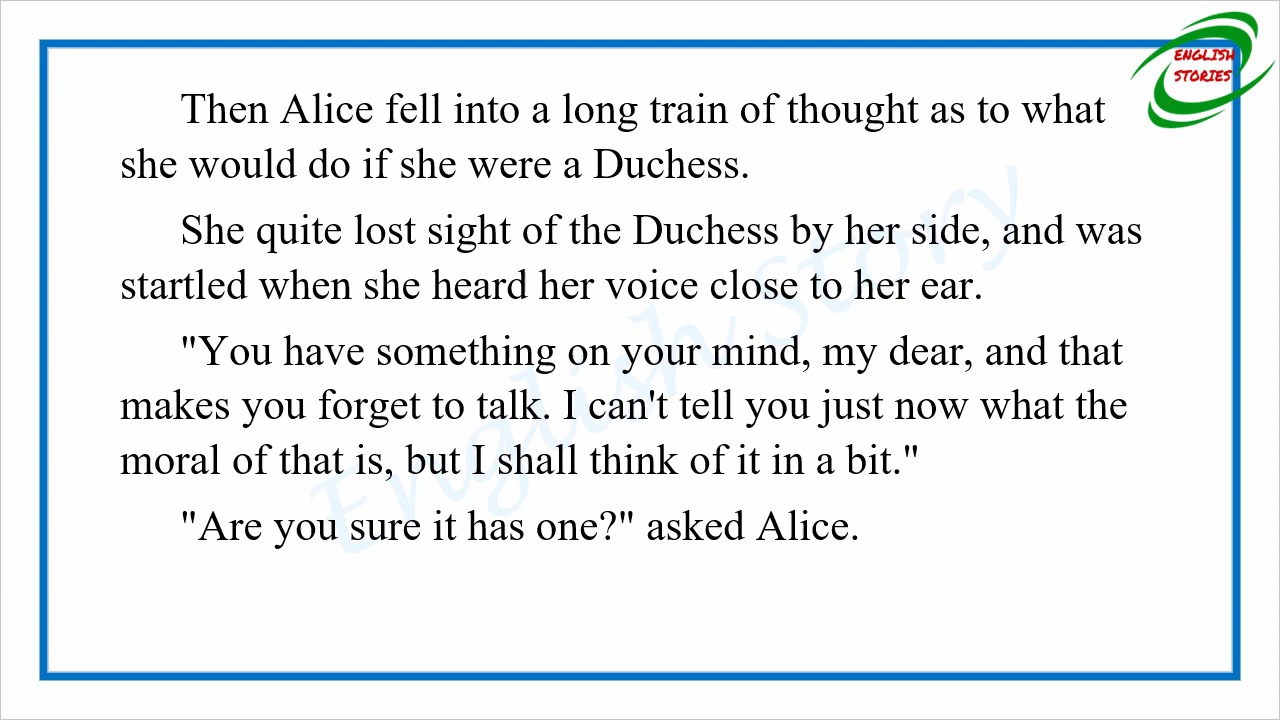 ENGLISH
STORIES
Then Alice fell into a long train of thought as to what
she would do if she were a Duchess.
She quite lost sight of the Duchess by her side, and was
startled when she heard her voice close to her ear.
"You have something on your mind, my dear, and that
makes you forget to talk. I can't tell you just now what the
moral of that is, but I shall think of it in a bit."
"Are you sure it has one?" asked Alice.
English Story